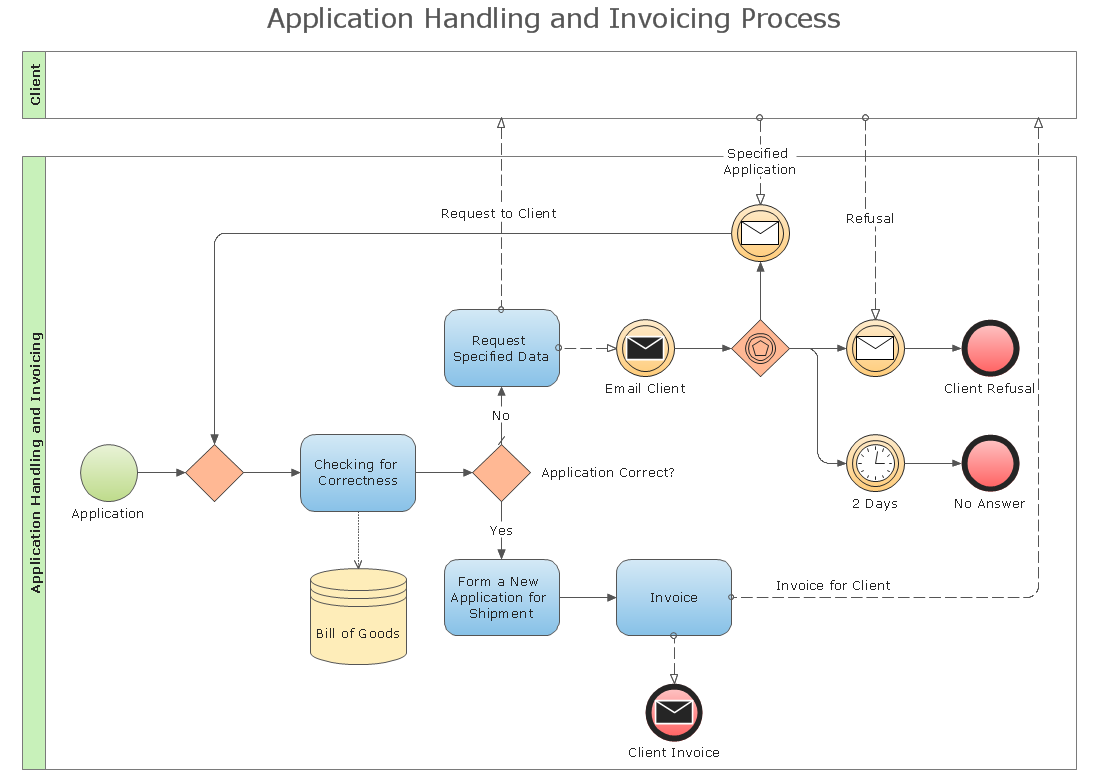 Application Handling and Invoicing Process
Client
Application Handling and Invoicing
Specified
Application
Request to Client
Refusal
Request
Specified Data
Email Client
Client Refusal
No
Checking for
Correctness
Application Correct?
Application
2 Days
No Answer
Yes
Form a New
Application for
Shipment
Invoice
Invoice for Client
Bill of Goods
Client Invoice